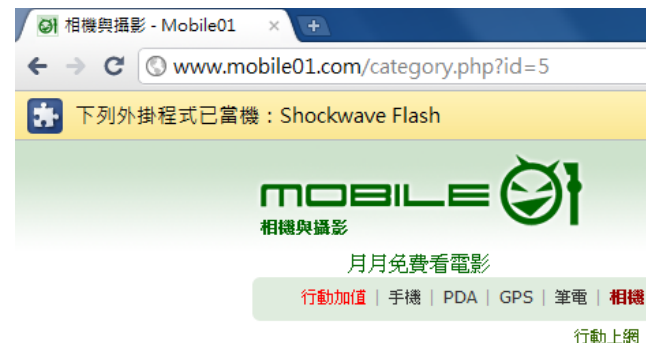 相機與攝影 - Mobile01
www.mobile01.com/category.php?id=5
下列外掛程式已當機：Shockwave Flash
MOBILE01
相機與攝影
月月免費看電影
行動加值 | 手機 | PDA | GPS | 筆電 | 相機
行動上網